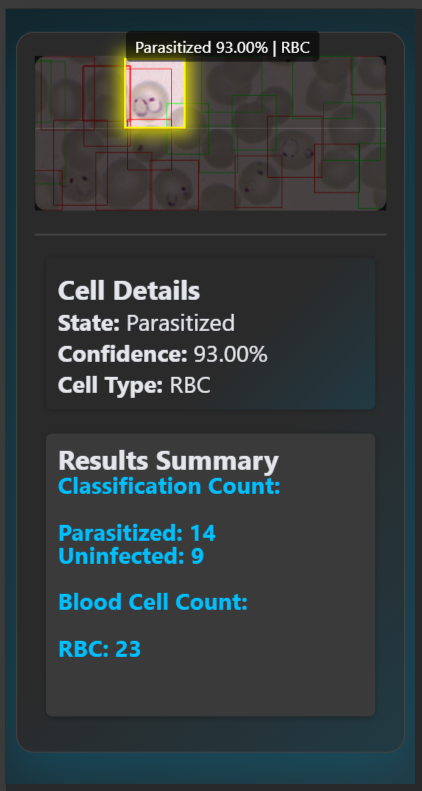 Parasitized 93.00% | RBC
Cell Details
State: Parasitized
Confidence: 93.00%
Cell Type: RBC
Results Summary
Classification Count:
Parasitized: 14
Uninfected: 9
Blood Cell Count:
RBC: 23